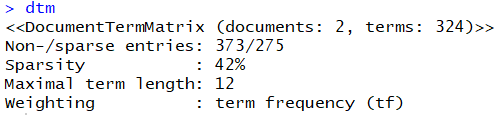 > dtm
<<DocumentTermMatrix (documents: 2, terms: 324)>>
Non-/sparse entries: 373/275
Sparsity           : 42%
Maximal term length: 12
Weighting          : term frequency (tf)